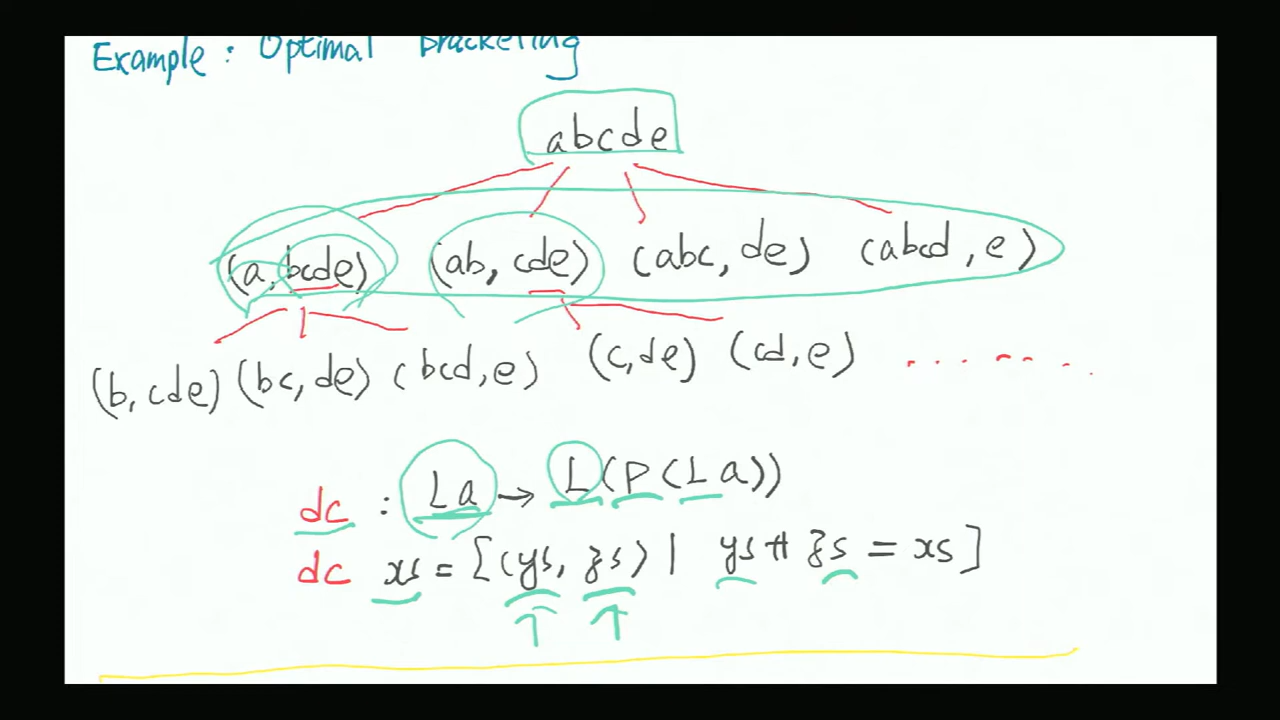 Example : Optimal bracketing
abcde
(a, bcde) (ab, cde) (abc, de) (abcd, e)
(b, cde) (bc, de) (bcd, e) (c, de) (cd, e) .......
dc : La → L(P(La))
dc xs = [(ys, zs) | ys ⧺ zs = xs]